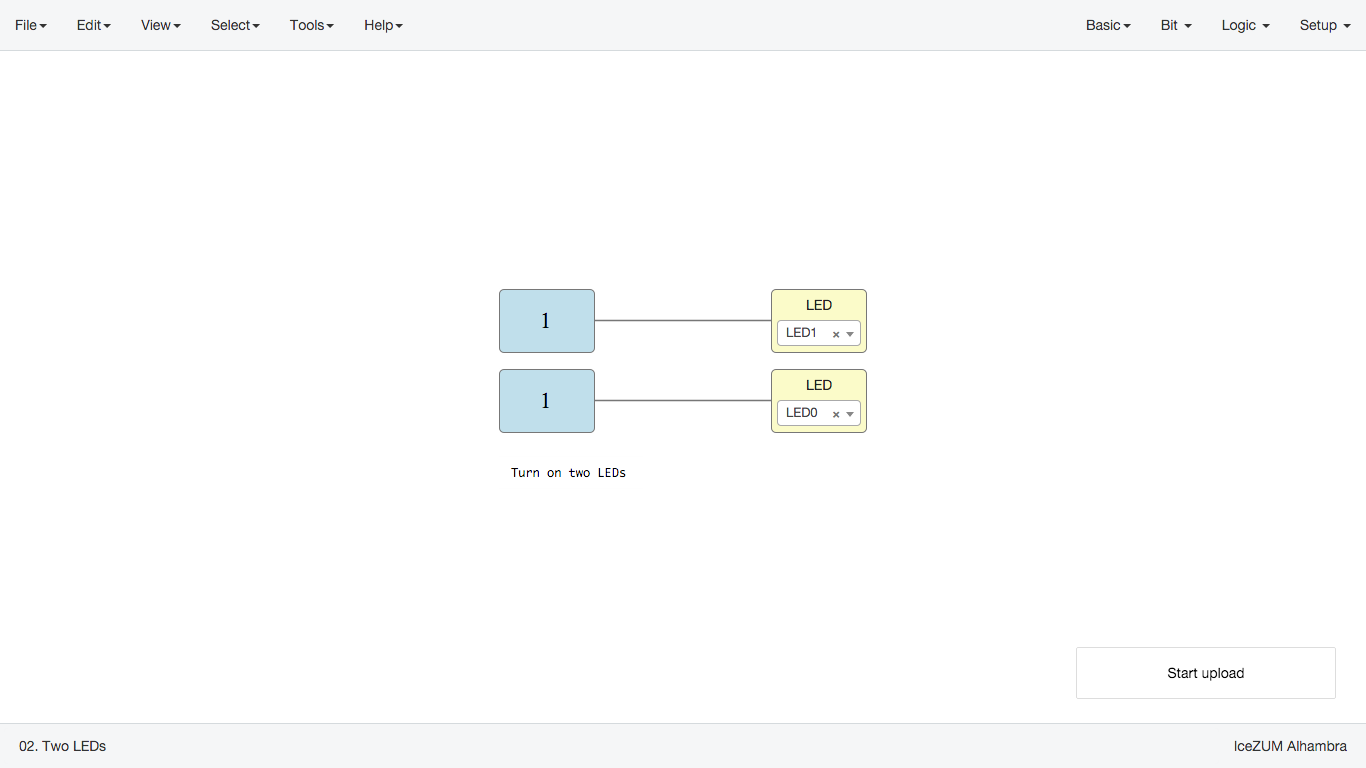 File Edit View Select Tools Help Basic Bit Logic Setup
1
LED
LED1 ×
1
LED
LED0 ×
Turn on two LEDs
Start upload
02. Two LEDs
IceZUM Alhambra